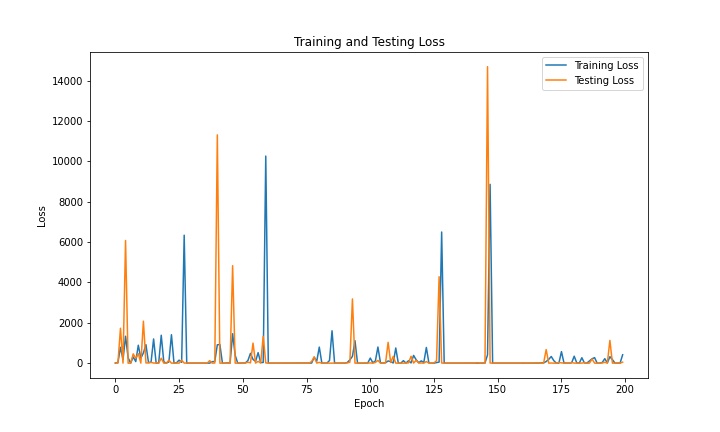 Training and Testing Loss
Training Loss
Testing Loss
14000
12000
10000
8000
6000
4000
2000
0
Loss
0 25 50 75 100 125 150 175 200
Epoch